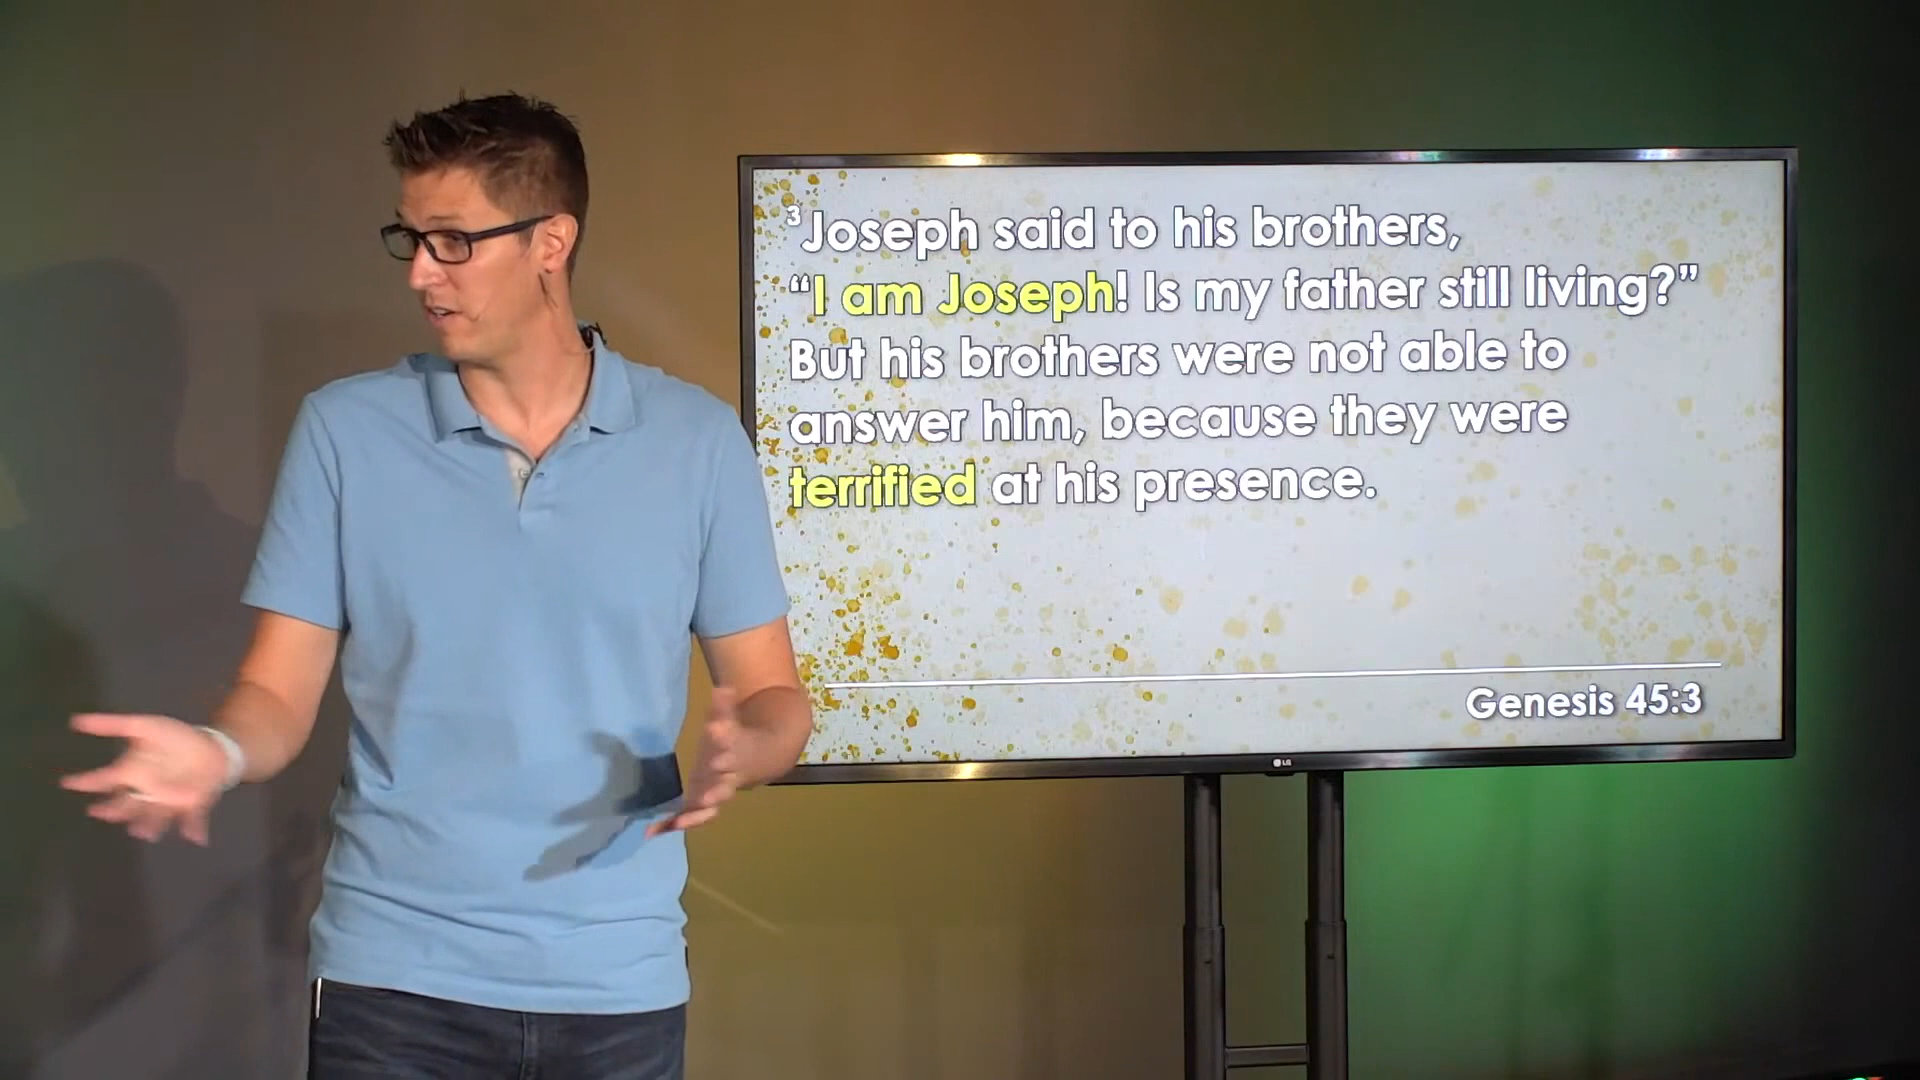 ³Joseph said to his brothers,
“I am Joseph! Is my father still living?”
But his brothers were not able to
answer him, because they were
terrified at his presence.
Genesis 45:3
LG